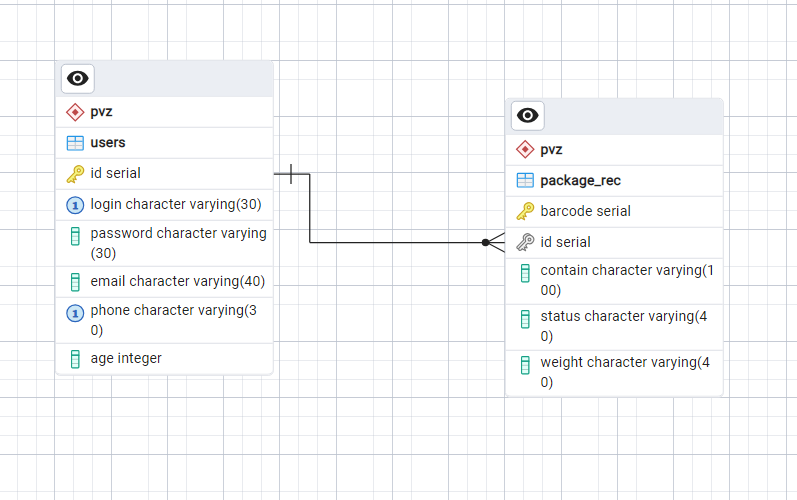 pvz
users
id serial
login character varying(30)
password character varying
(30)
email character varying(40)
phone character varying(3
0)
age integer
pvz
package_rec
barcode serial
id serial
contain character varying(1
00)
status character varying(4
0)
weight character varying(4
0)